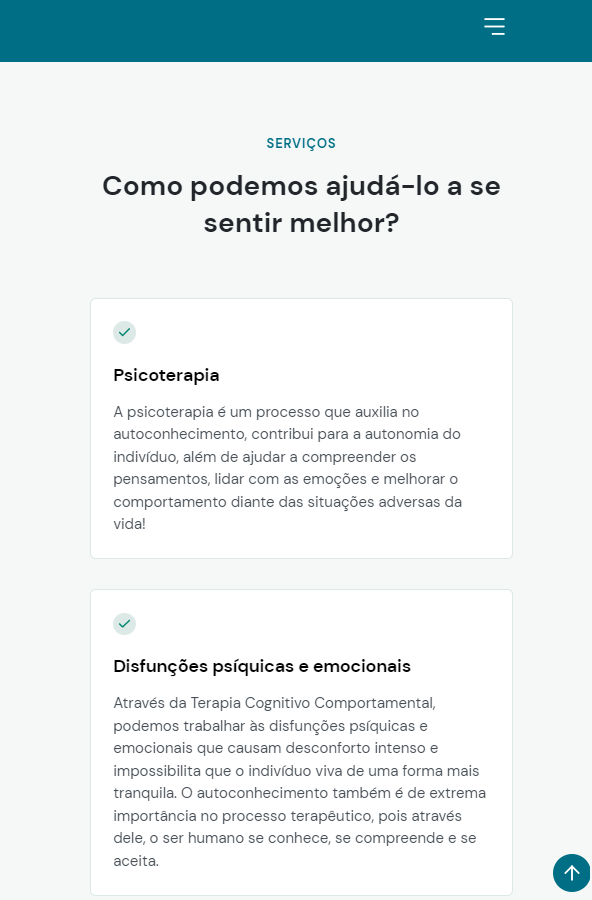 SERVIÇOS
Como podemos ajudá-lo a se
sentir melhor?
Psicoterapia
A psicoterapia é um processo que auxilia no
autoconhecimento, contribui para a autonomia do
indivíduo, além de ajudar a compreender os
pensamentos, lidar com as emoções e melhorar o
comportamento diante das situações adversas da
vida!
Disfunções psíquicas e emocionais
Através da Terapia Cognitivo Comportamental,
podemos trabalhar às disfunções psíquicas e
emocionais que causam desconforto intenso e
impossibilita que o indivíduo viva de uma forma mais
tranquila. O autoconhecimento também é de extrema
importância no processo terapêutico, pois através
dele, o ser humano se conhece, se compreende e se
aceita.